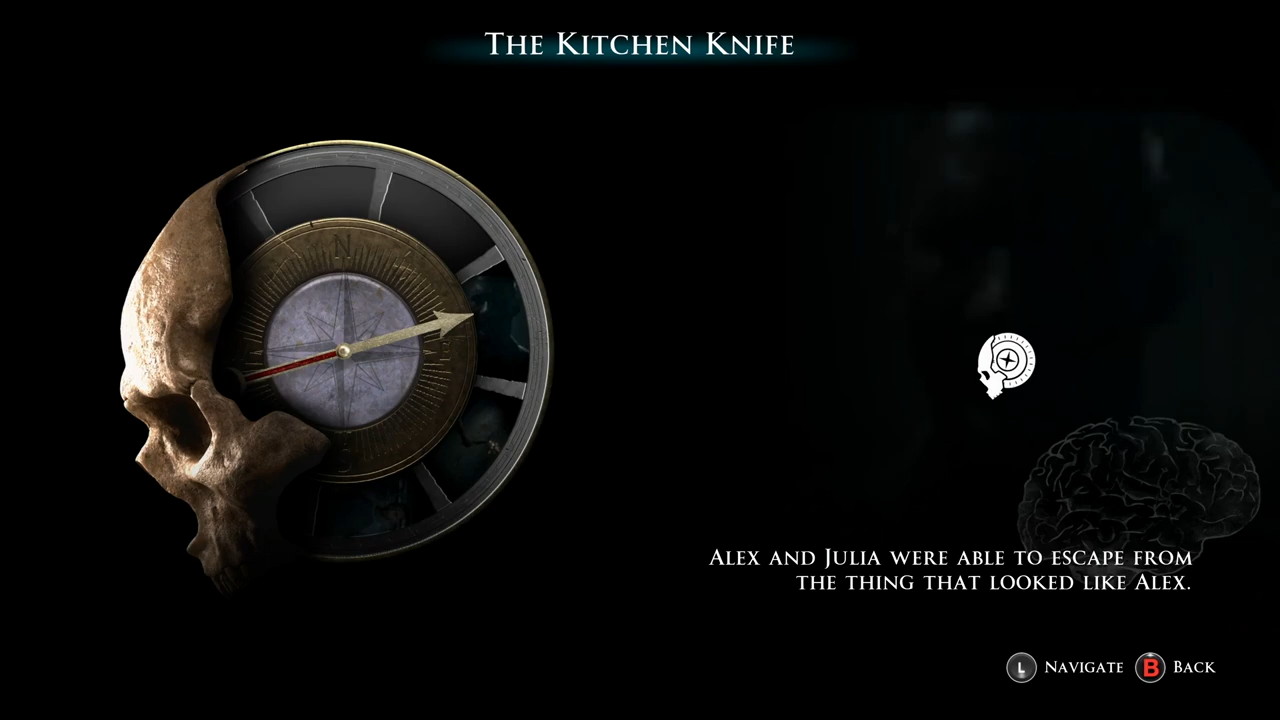 The Kitchen Knife
N
S
Alex and Julia were able to escape from
the thing that looked like Alex.
L Navigate B Back